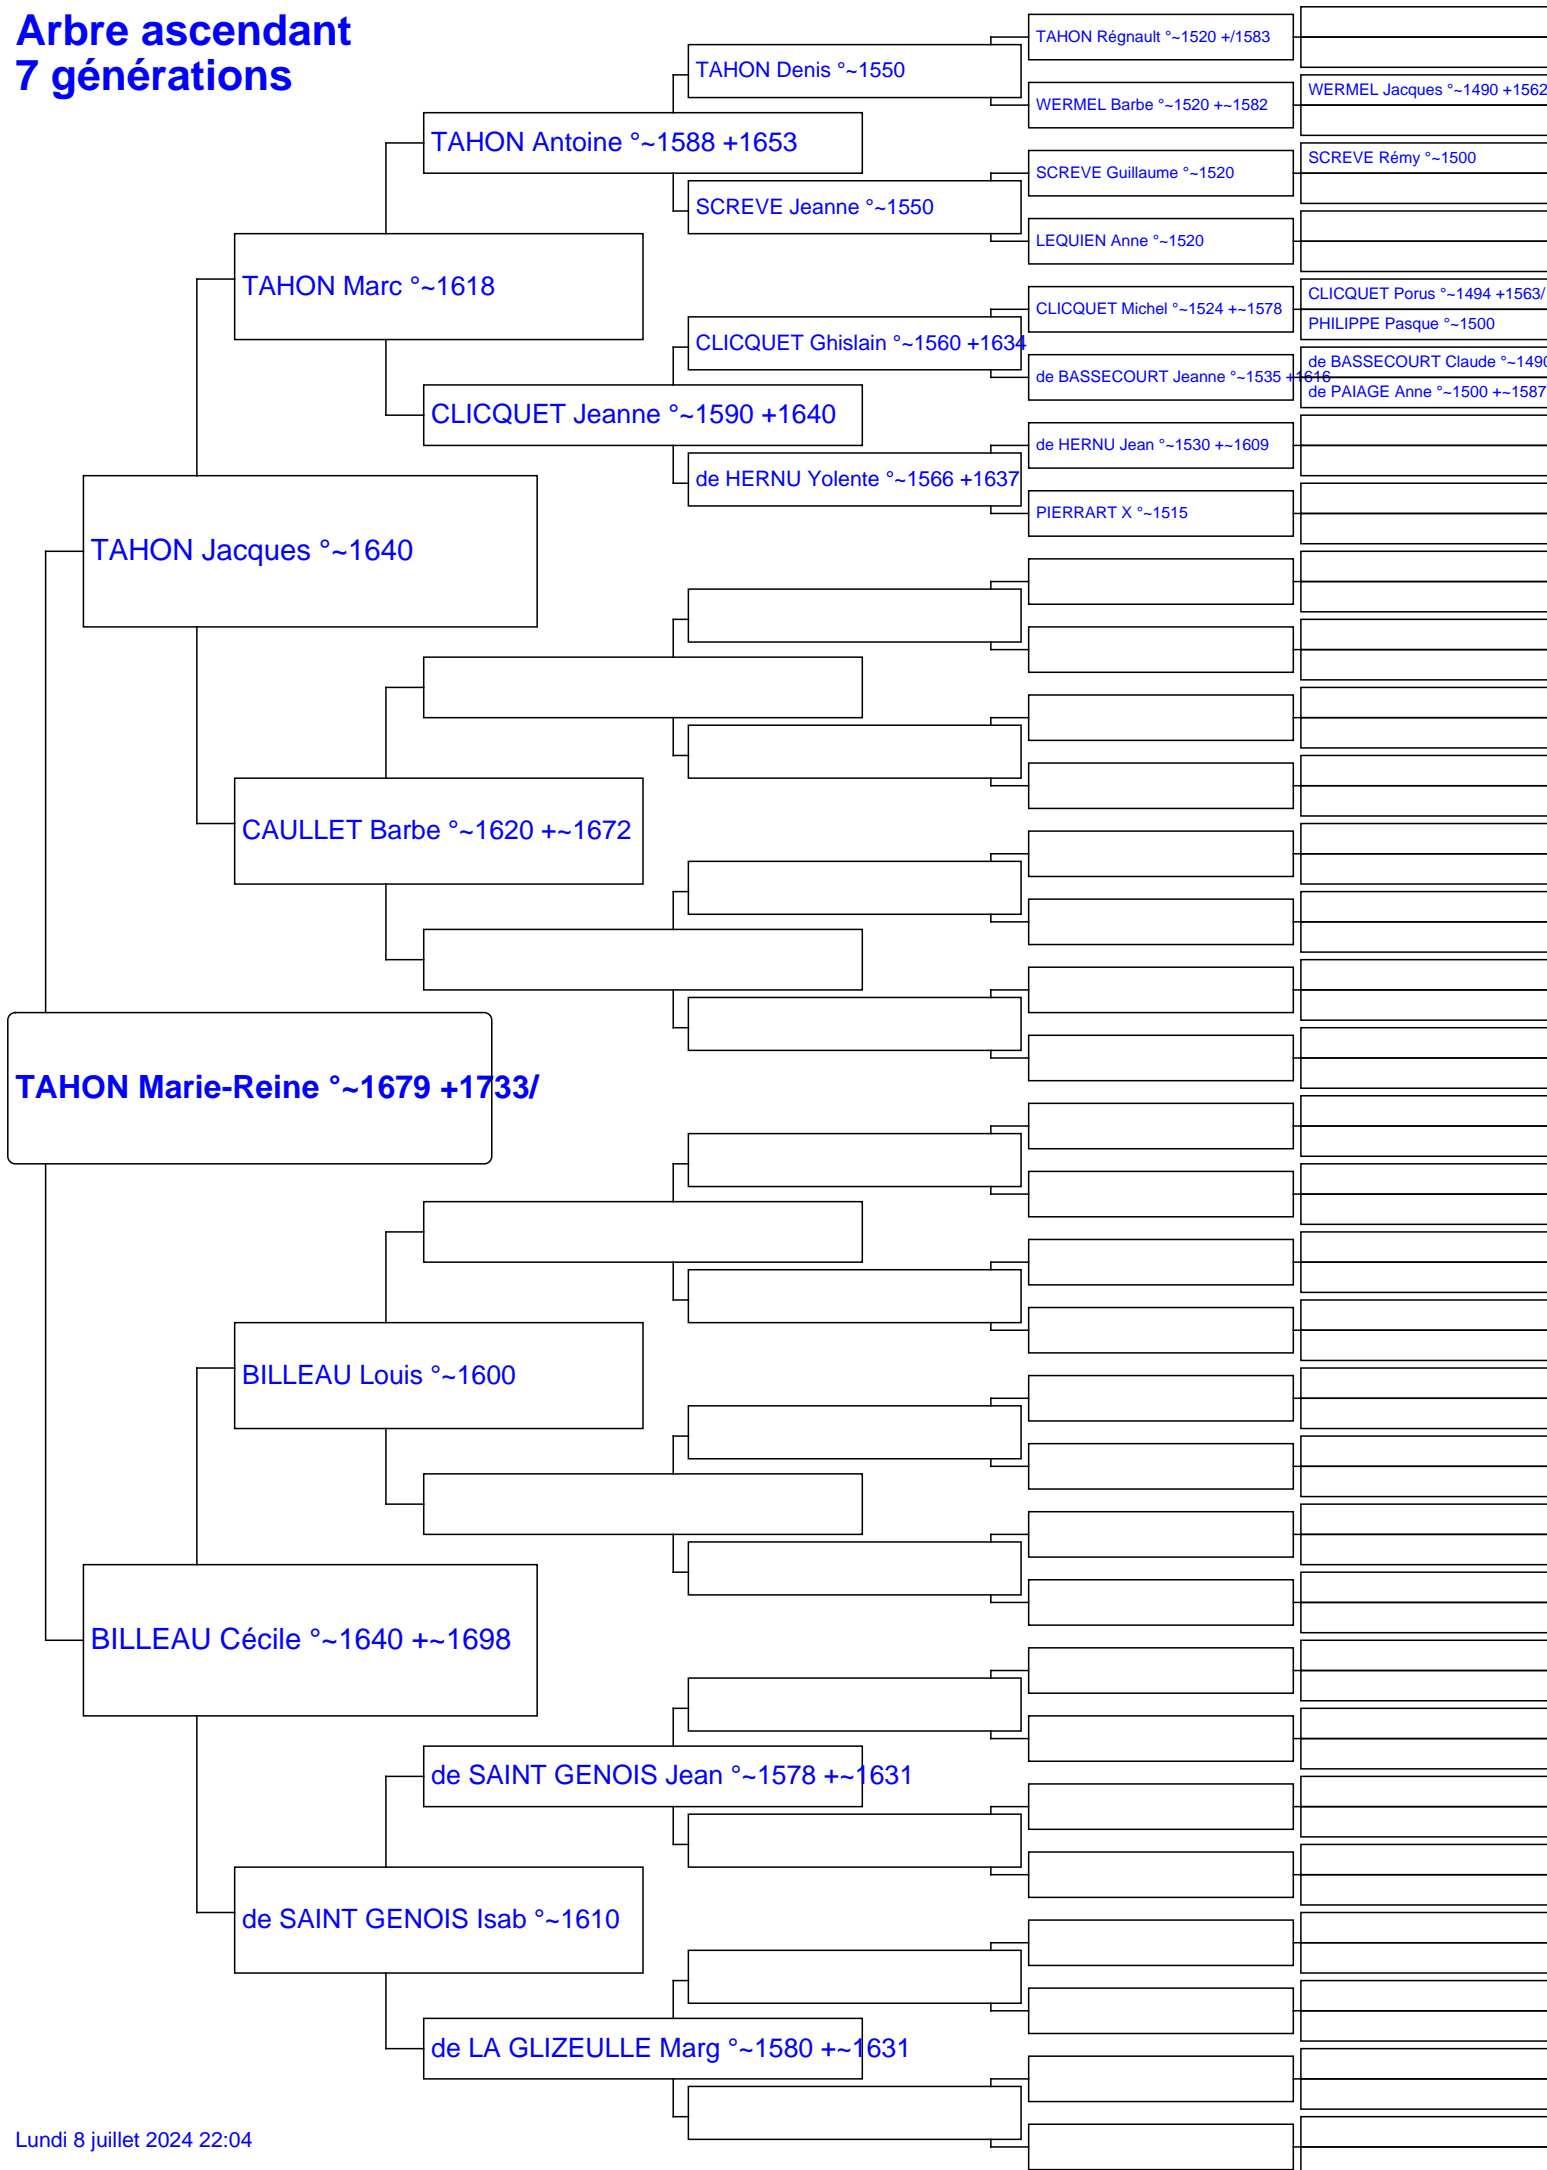 Arbre ascendant
7 générations
TAHON Régnault °~1520 +/1583
TAHON Denis °~1550
WERMEL Jacques °~1490 +1562
WERMEL Barbe °~1520 +~1582
TAHON Antoine °~1588 +1653
SCREVE Rémy °~1500
SCREVE Guillaume °~1520
SCREVE Jeanne °~1550
LEQUIEN Anne °~1520
TAHON Marc °~1618
CLICQUET Porus °~1494 +1563/
CLICQUET Michel °~1524 +~1578
PHILIPPE Pasque °~1500
CLICQUET Ghislain °~1560 +1634
de BASSECOURT Claude °~1490
de BASSECOURT Jeanne °~1535 +1616
de PAIAGE Anne °~1500 +~1587
CLICQUET Jeanne °~1590 +1640
de HERNU Jean °~1530 +~1609
de HERNU Yolente °~1566 +1637
PIERRART X °~1515
TAHON Jacques °~1640
CAULLET Barbe °~1620 +~1672
TAHON Marie-Reine °~1679 +1733/
BILLEAU Louis °~1600
BILLEAU Cécile °~1640 +~1698
de SAINT GENOIS Jean °~1578 +~1631
de SAINT GENOIS Isab °~1610
de LA GLIZEULLE Marg °~1580 +~1631
Lundi 8 juillet 2024 22:04